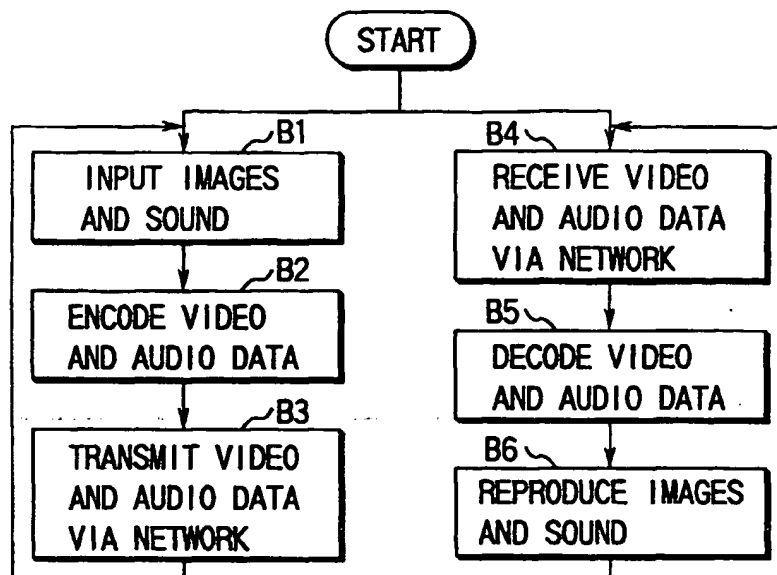 START
B1
INPUT IMAGES
AND SOUND
B2
ENCODE VIDEO
AND AUDIO DATA
B3
TRANSMIT VIDEO
AND AUDIO DATA
VIA NETWORK
B4
RECEIVE VIDEO
AND AUDIO DATA
VIA NETWORK
B5
DECODE VIDEO
AND AUDIO DATA
B6
REPRODUCE IMAGES
AND SOUND